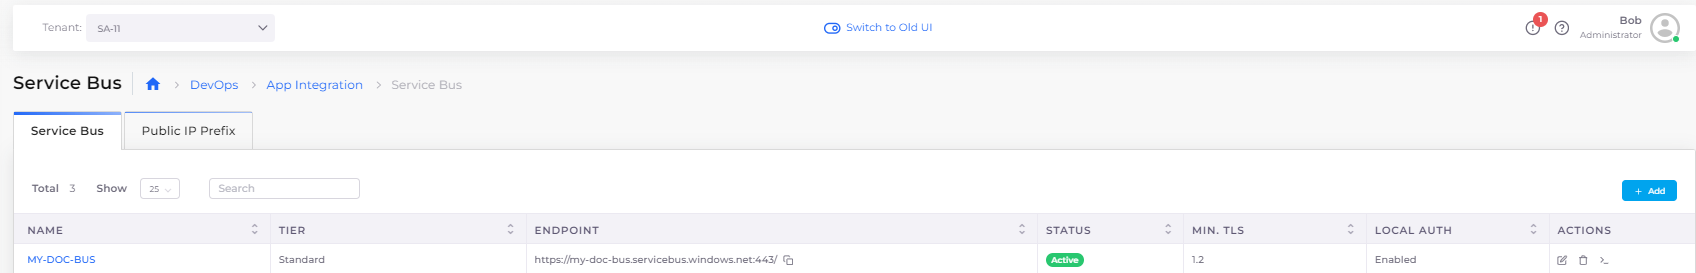 Tenant: SA-11
Switch to Old UI
1
Bob
Administrator
Service Bus
DevOps > App Integration > Service Bus
Service Bus
Public IP Prefix
Total 3 Show 25 Search
+ Add
NAME TIER ENDPOINT STATUS MIN. TLS LOCAL AUTH ACTIONS
MY-DOC-BUS Standard https://my-doc-bus.servicebus.windows.net:443/ Active 1.2 Enabled